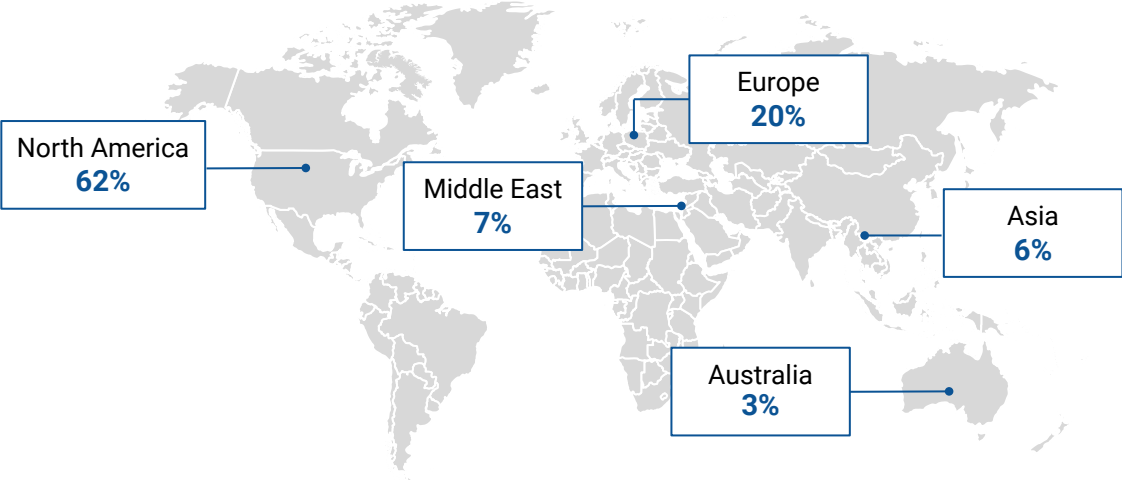 Europe
20%
North America
62%
Middle East
7%
Asia
6%
Australia
3%